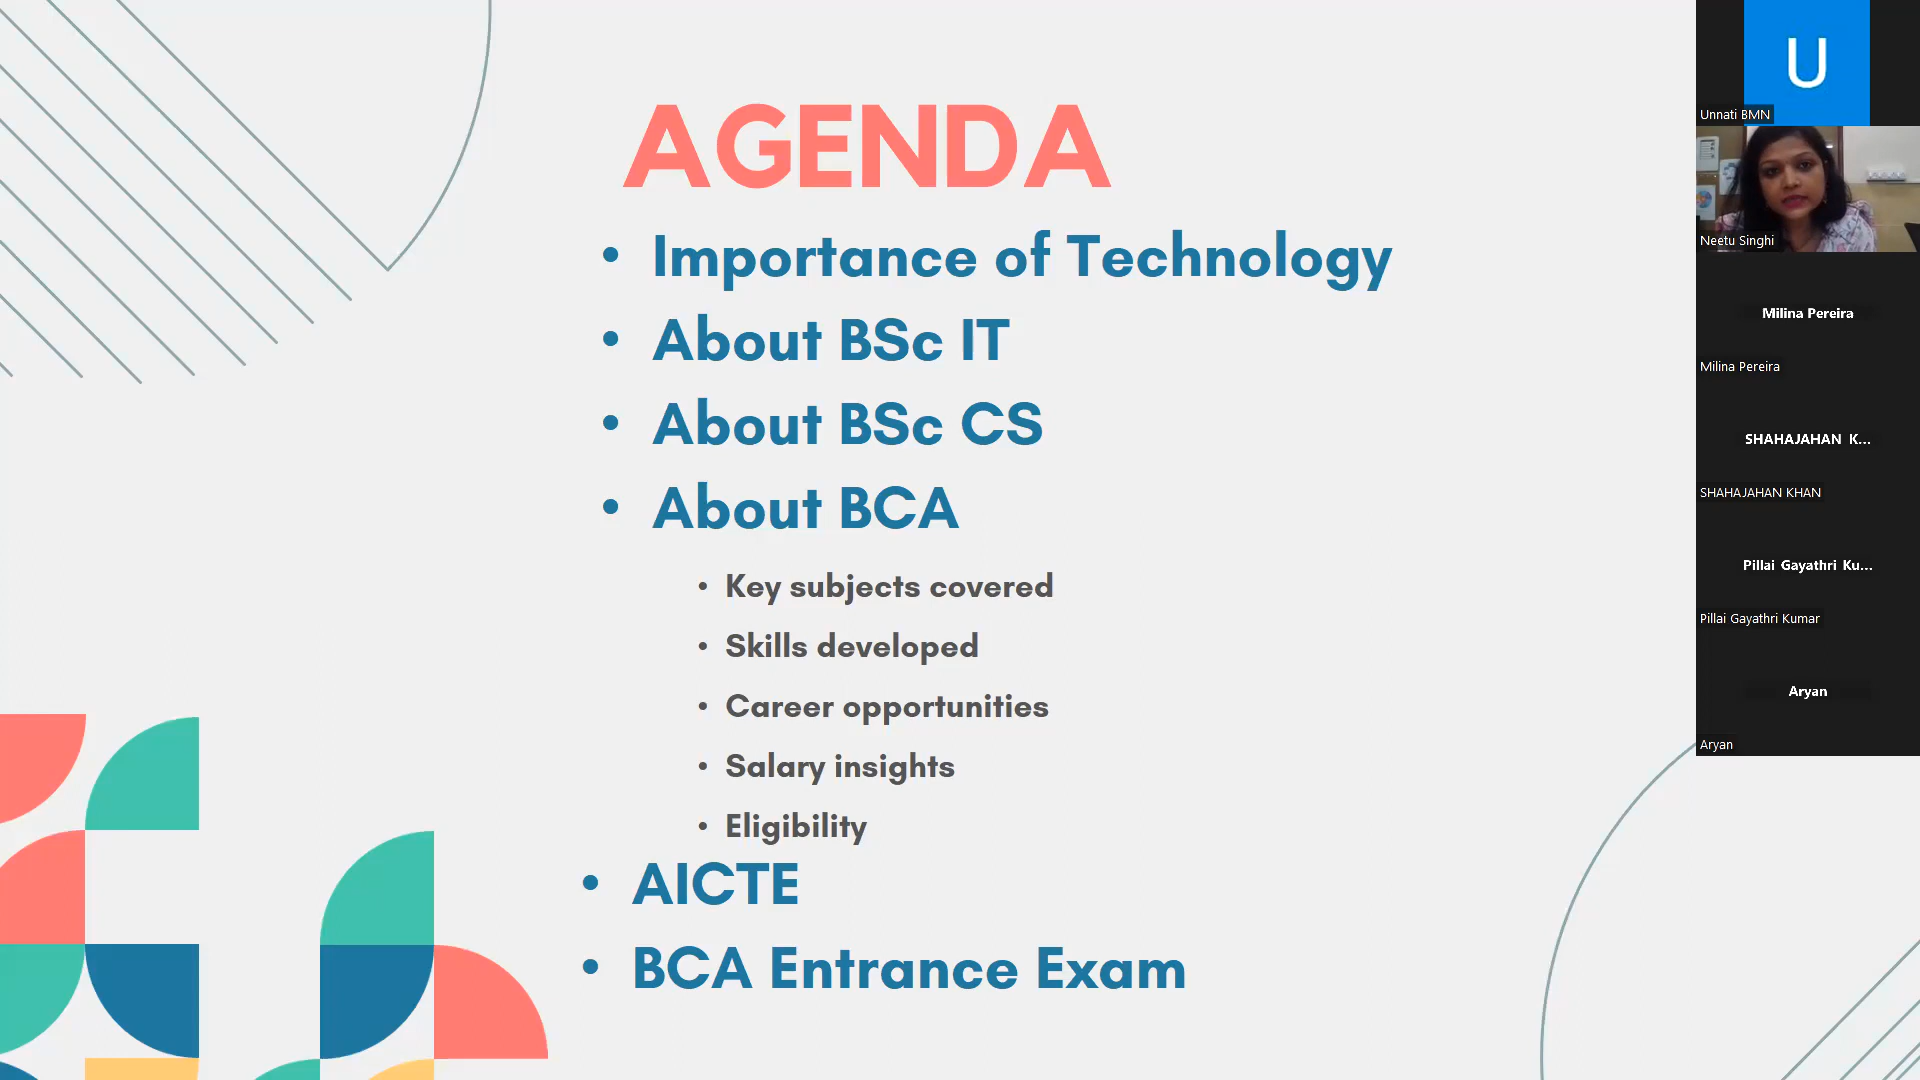 AGENDA
• Importance of Technology
• About BSc IT
• About BSc CS
• About BCA
• Key subjects covered
• Skills developed
• Career opportunities
• Salary insights
• Eligibility
• AICTE
• BCA Entrance Exam
U
Unnati BMN
Neetu Singhi
Milina Pereira
Milina Pereira
SHAHAJAHAN K...
SHAHAJAHAN KHAN
Pillai Gayathri Ku...
Pillai Gayathri Kumar
Aryan
Aryan